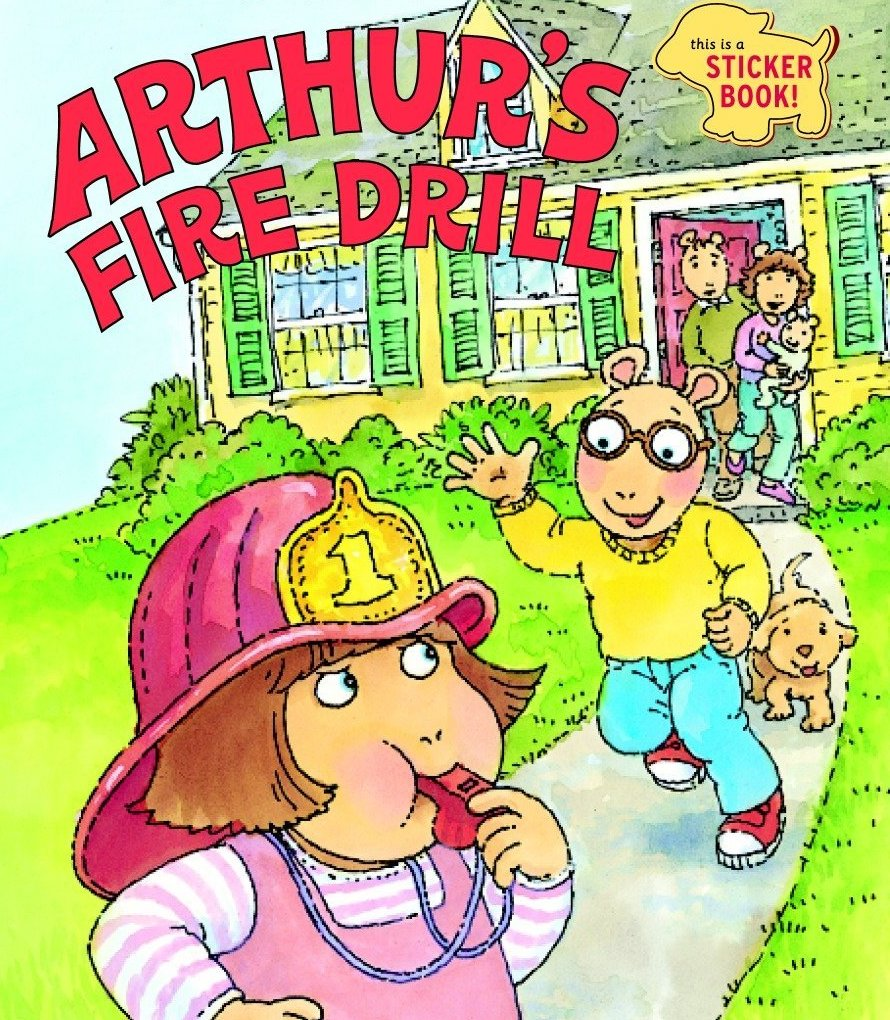 ARTHUR'S
FIRE DRILL
this is a
STICKER
BOOK!
1